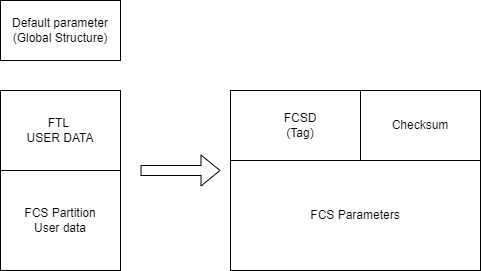 Default parameter
(Global Structure)
FTL
USER DATA
FCS Partition
User data
FCSD
(Tag)
Checksum
FCS Parameters